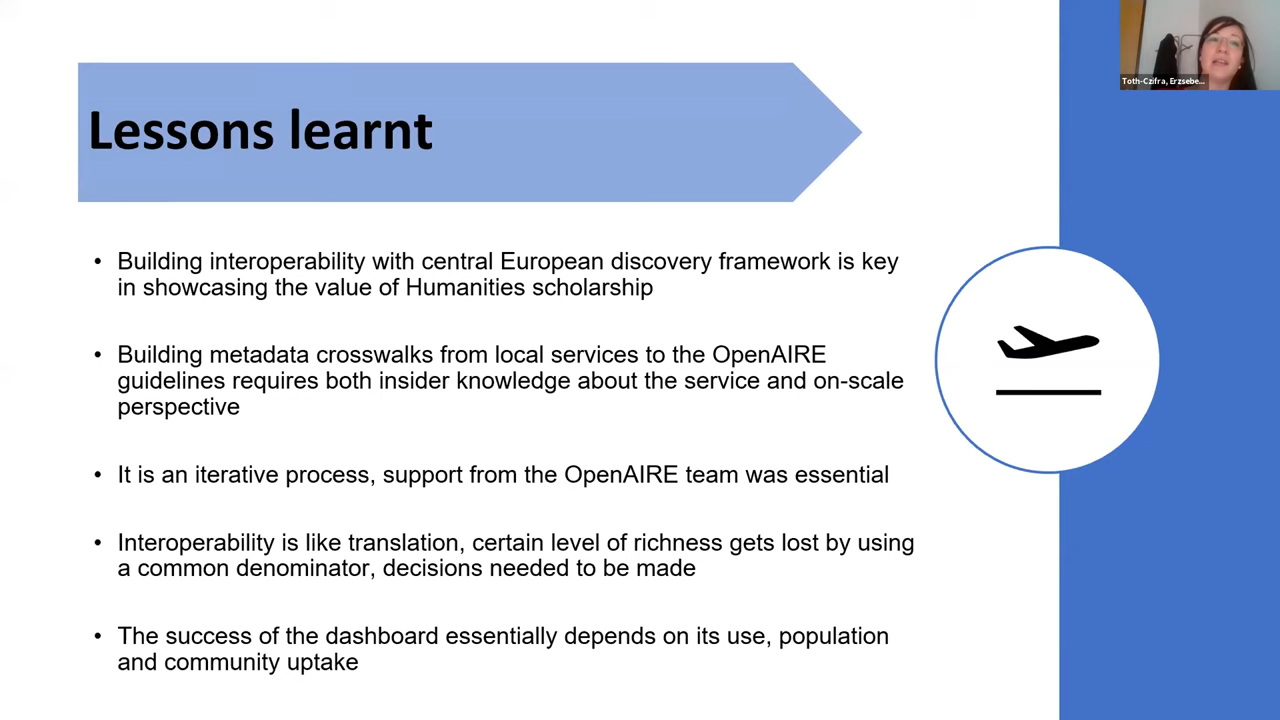 Toth-Czifra, Erzsebe...
Lessons learnt
• Building interoperability with central European discovery framework is key
in showcasing the value of Humanities scholarship
• Building metadata crosswalks from local services to the OpenAIRE
guidelines requires both insider knowledge about the service and on-scale
perspective
• It is an iterative process, support from the OpenAIRE team was essential
• Interoperability is like translation, certain level of richness gets lost by using
a common denominator, decisions needed to be made
• The success of the dashboard essentially depends on its use, population
and community uptake